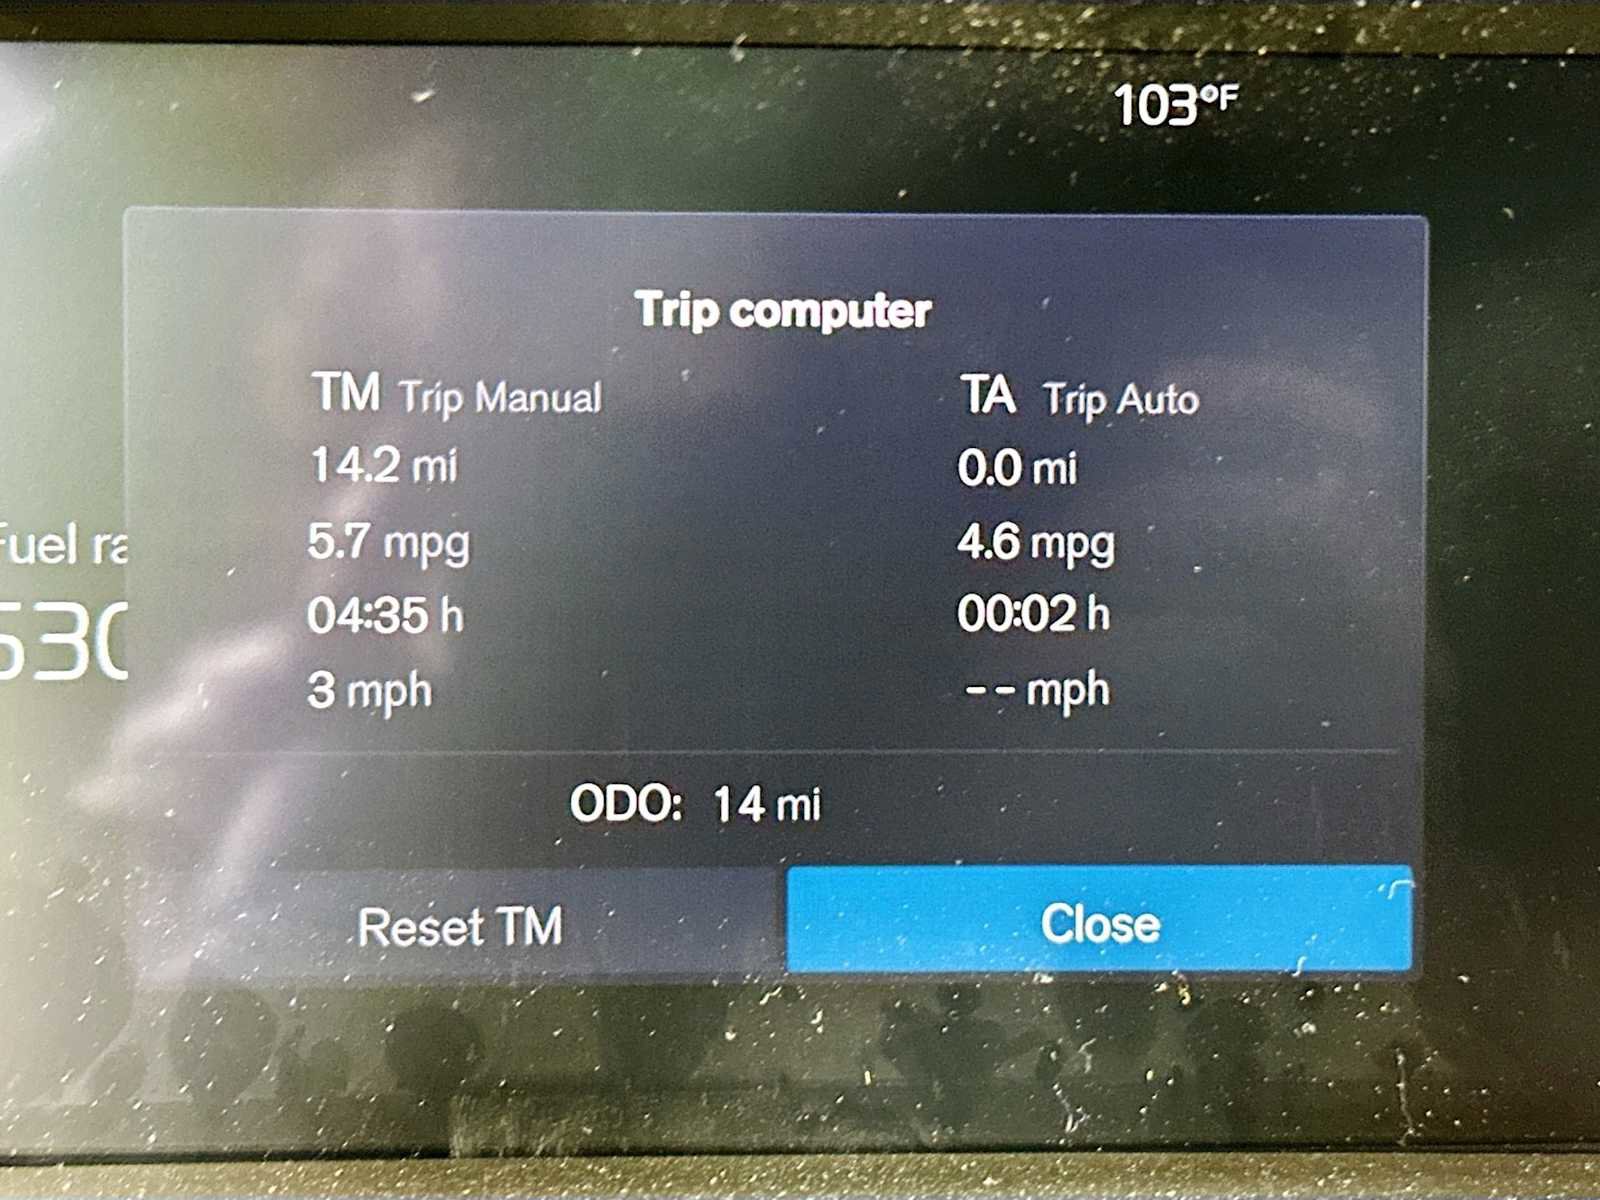 103°F
Trip computer
TM Trip Manual
14.2 mi
5.7 mpg
04:35 h
3 mph
TA Trip Auto
0.0 mi
4.6 mpg
00:02 h
-- mph
Fuel
ODO: 14 mi
Reset TM
Close